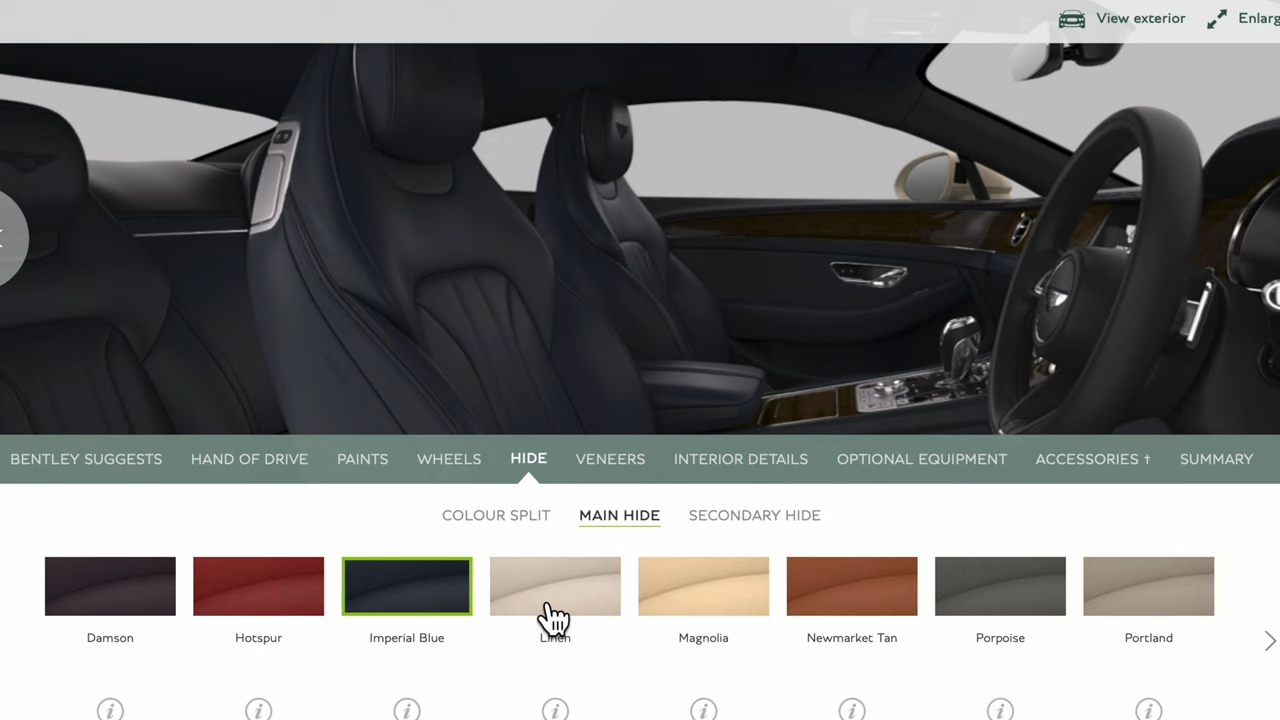 View exterior
Enlarg
BENTLEY SUGGESTS HAND OF DRIVE PAINTS WHEELS HIDE VENEERS INTERIOR DETAILS OPTIONAL EQUIPMENT ACCESSORIES † SUMMARY
COLOUR SPLIT MAIN HIDE SECONDARY HIDE
Damson Hotspur Imperial Blue Linen Magnolia Newmarket Tan Porpoise Portland
i i i i i i i i